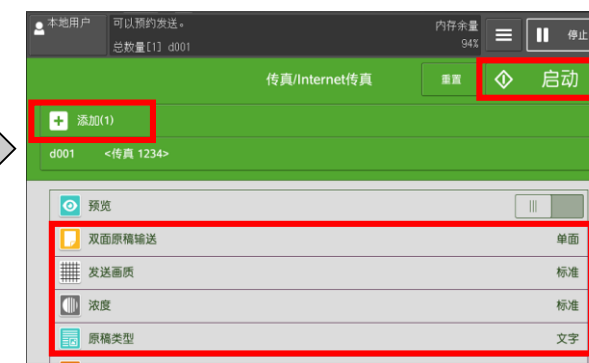 本地用户 可以预约发送。 内存余量 停止
总数量[1] d001 94%
传真/Internet传真 重置 启动
添加(1)
d001 <传真 1234>
预览
双面原稿输送 单面
发送画质 标准
浓度 标准
原稿类型 文字